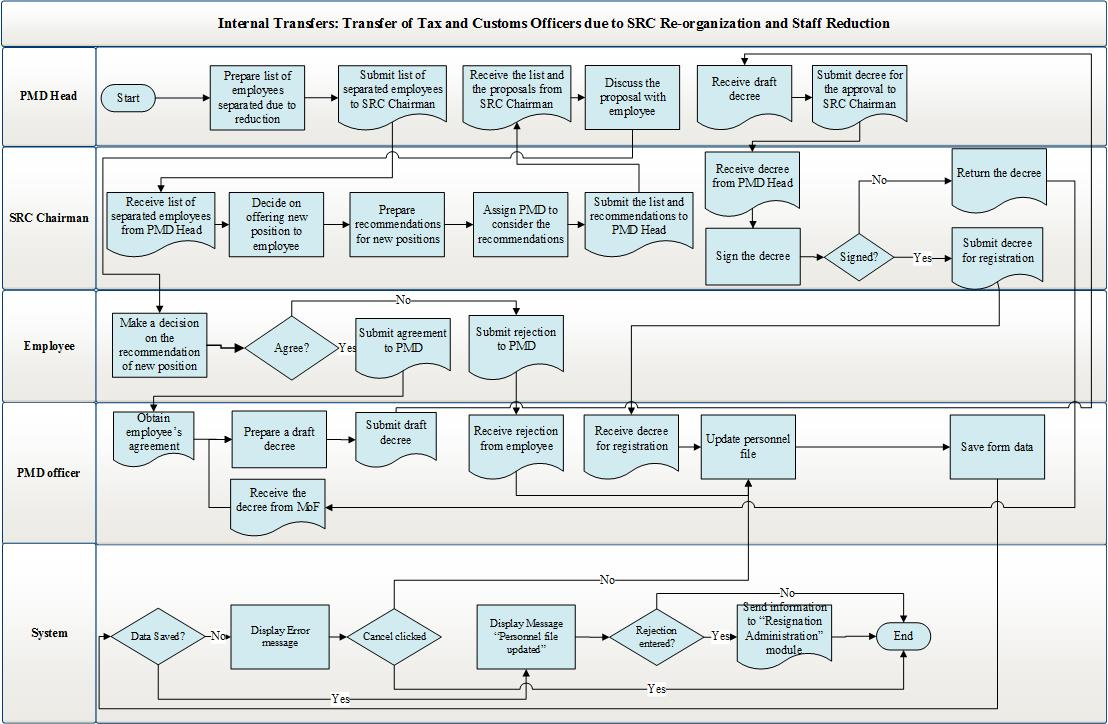 Internal Transfers: Transfer of Tax and Customs Officers due to SRC Re-organization and Staff Reduction
PMD Head
Start
Prepare list of
employees
separated due to
reduction
Submit list of
separated employees
to SRC Chairman
Receive the list and
the proposals from
SRC Chairman
Discuss the
proposal with
employee
Receive draft
decree
Submit decree for
the approval to
SRC Chairman
SRC Chairman
Receive list of
separated employees
from PMD Head
Decide on
offering new
position to
employee
Prepare
recommendations
for new positions
Assign PMD to
consider the
recommendations
Submit the list and
recommendations to
PMD Head
Receive decree
from PMD Head
Sign the decree
Signed?
No
Return the decree
Yes
Submit decree
for registration
Employee
Make a decision
on the
recommendation
of new position
Agree?
No
Yes
Submit agreement
to PMD
Submit rejection
to PMD
PMD officer
Obtain
employee's
agreement
Prepare a draft
decree
Submit draft
decree
Receive rejection
from employee
Receive decree
for registration
Update personnel
file
Save form data
Receive the
decree from MoF
System
Data Saved?
No
Display Error
message
Cancel clicked
No
Display Message
"Personnel file
updated"
Rejection
entered?
No
Yes
Send information
to "Resignation
Administration"
module
End
Yes
Yes